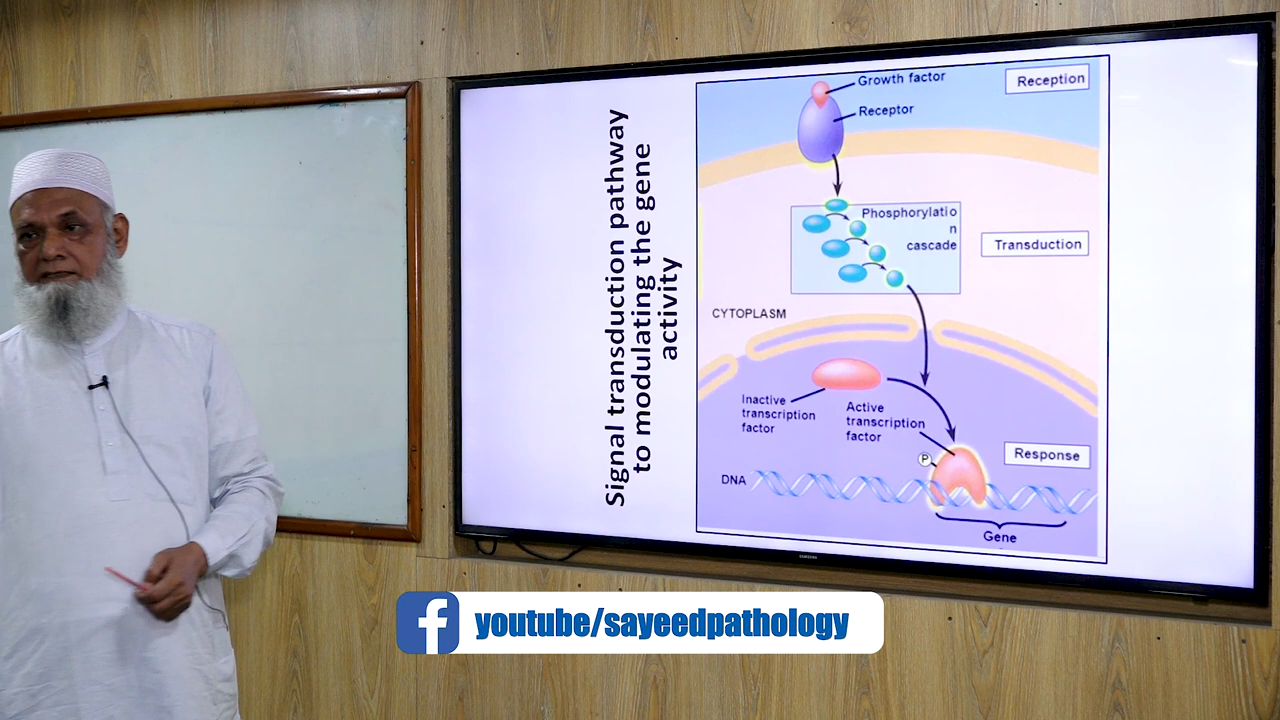 Signal transduction pathway
to modulating the gene
activity
Growth factor
Reception
Receptor
Phosphorylatio
n
cascade
Transduction
CYTOPLASM
Inactive
transcription
factor
Active
transcription
factor
Response
P
DNA
Gene
SAMSUNG
f youtube/sayeedpathology